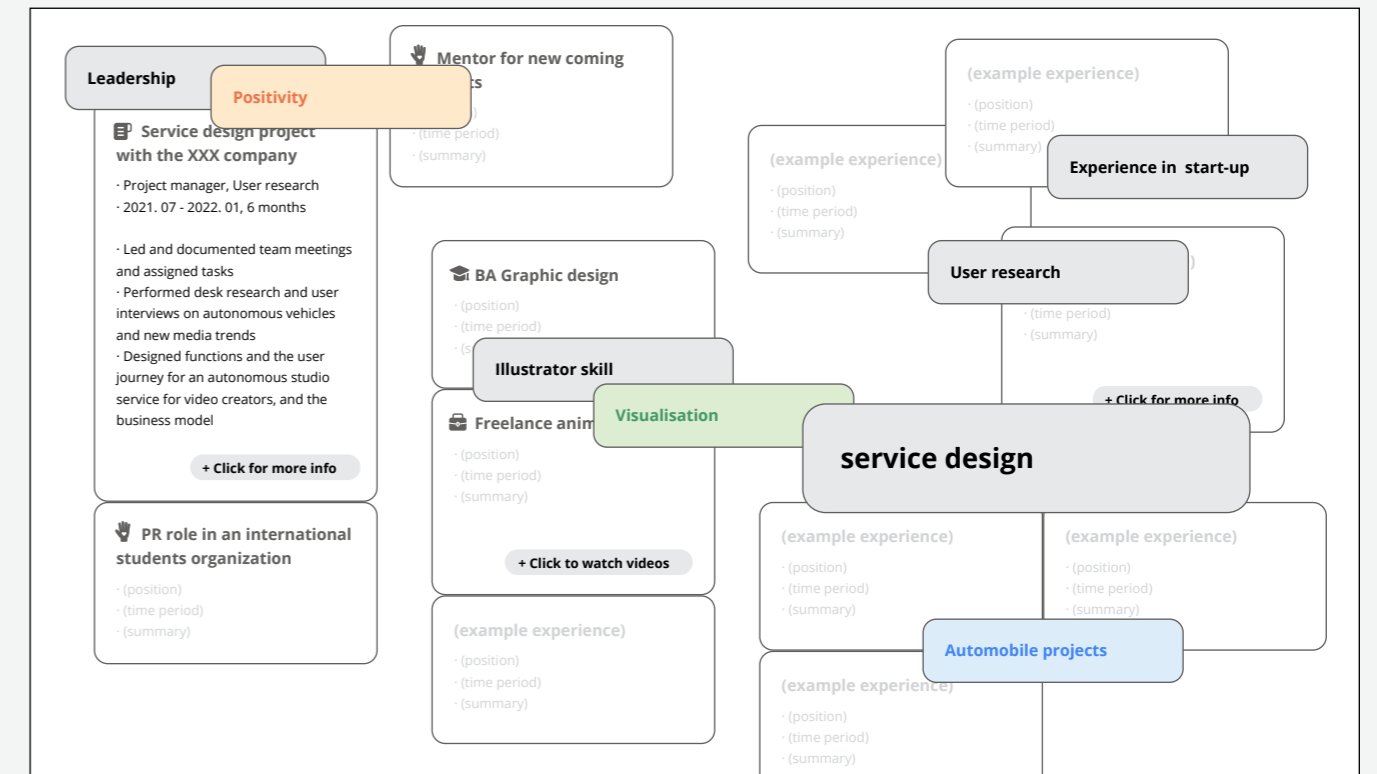 Leadership
Positivity
Service design project
with the XXX company
· Project manager, User research
· 2021. 07 - 2022. 01, 6 months
· Led and documented team meetings
and assigned tasks
· Performed desk research and user
interviews on autonomous vehicles
and new media trends
· Designed functions and the user
journey for an autonomous studio
service for video creators, and the
business model
+ Click for more info
PR role in an international
students organization
· (position)
· (time period)
· (summary)
Mentor for new coming
· (time period)
· (summary)
BA Graphic design
· (position)
· (time period)
Illustrator skill
Visualisation
Freelance
· (position)
· (time period)
· (summary)
+ Click to watch videos
(example experience)
· (position)
· (time period)
· (summary)
(example experience)
· (position)
· (time period)
· (summary)
Experience in start-up
(example experience)
· (position)
· (time period)
· (summary)
User research
· (time period)
· (summary)
+ Click for more info
service design
(example experience)
· (position)
· (time period)
· (summary)
(example experience)
· (position)
· (time period)
· (summary)
Automobile projects
(example experience)
· (position)
· (time period)
· (summary)